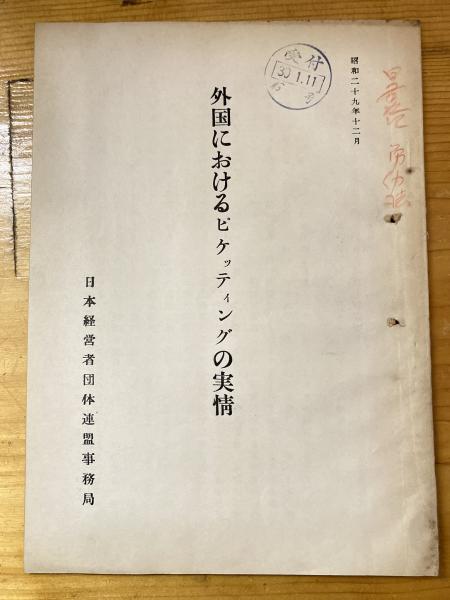 昭和二十九年十二月
受付
30.1.11
号
外国におけるピケッティングの実情
日本経営者団体連盟事務局